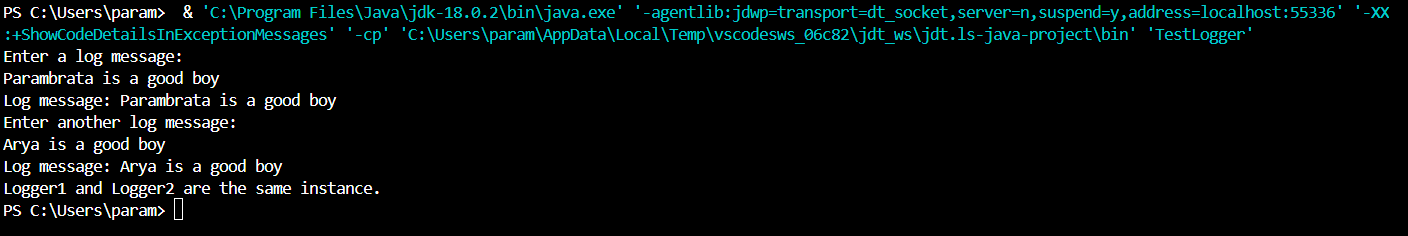 PS C:\Users\param>  & 'C:\Program Files\Java\jdk-18.0.2\bin\java.exe' '-agentlib:jdwp=transport=dt_socket,server=n,suspend=y,address=localhost:55336' '-XX
:+ShowCodeDetailsInExceptionMessages' '-cp' 'C:\Users\param\AppData\Local\Temp\vscodesws_06c82\jdt_ws\jdt.ls-java-project\bin' 'TestLogger'
Enter a log message:
Parambrata is a good boy
Log message: Parambrata is a good boy
Enter another log message:
Arya is a good boy
Log message: Arya is a good boy
Logger1 and Logger2 are the same instance.
PS C:\Users\param>